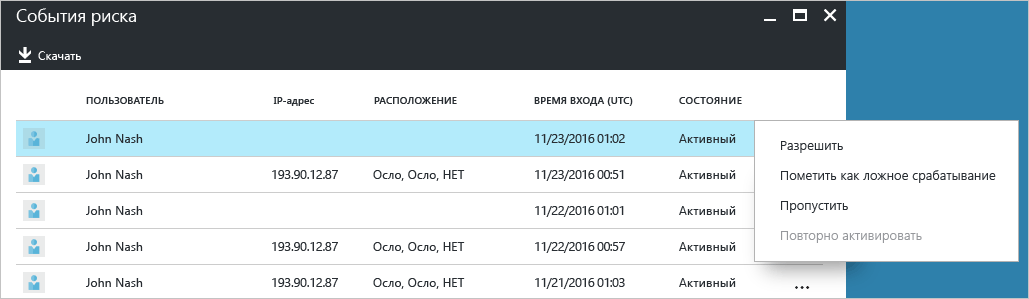 События риска
Скачать
ПОЛЬЗОВАТЕЛЬ IP-адрес РАСПОЛОЖЕНИЕ ВРЕМЯ ВХОДА (UTC) СОСТОЯНИЕ
John Nash 11/23/2016 01:02 Активный
Разрешить
John Nash 193.90.12.87 Осло, Осло, НЕТ 11/23/2016 00:51 Активный
Пометить как ложное срабатывание
John Nash 11/22/2016 01:01 Активный
Пропустить
John Nash 193.90.12.87 Осло, Осло, НЕТ 11/22/2016 00:57 Активный
Повторно активировать
John Nash 193.90.12.87 Осло, Осло, НЕТ 11/21/2016 01:03 Активный ...